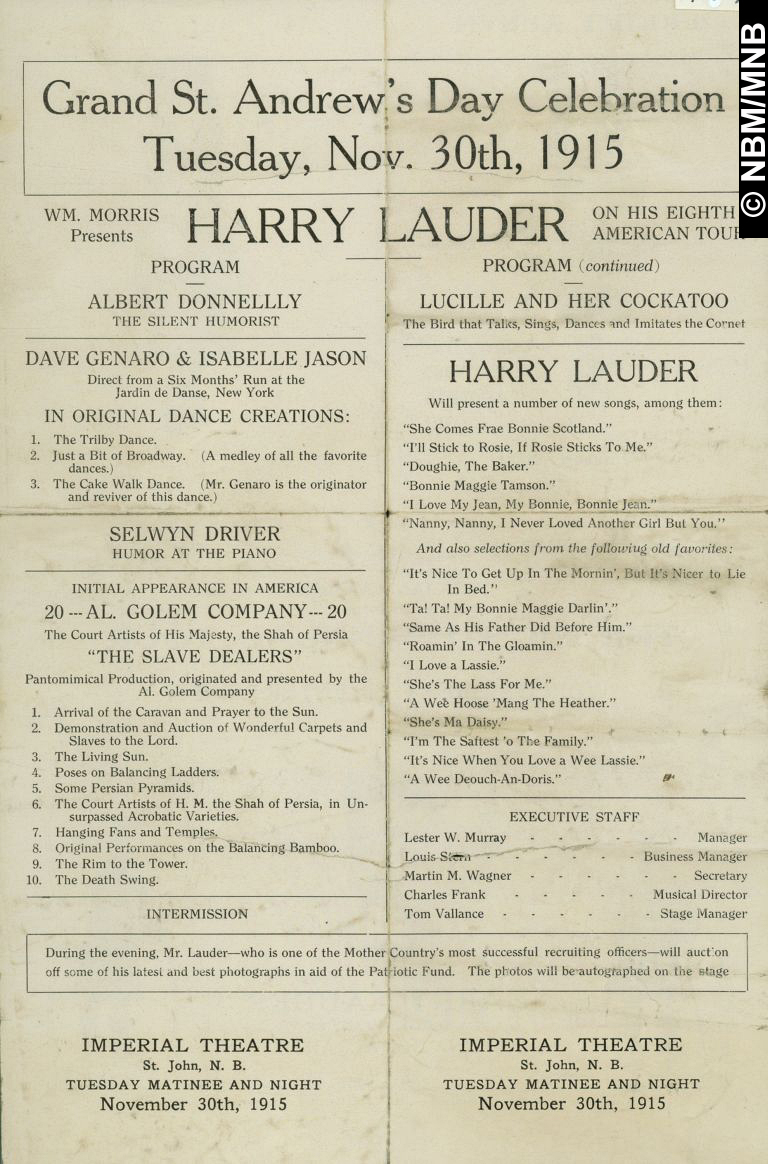 Grand St. Andrew's Day Celebration
Tuesday, Nov. 30th, 1915
WM. MORRIS
Presents
HARRY LAUDER
ON HIS EIGHTH
AMERICAN TOUR
PROGRAM
ALBERT DONNELLLY
THE SILENT HUMORIST
DAVE GENARO & ISABELLE JASON
Direct from a Six Months' Run at the
Jardin de Danse, New York
IN ORIGINAL DANCE CREATIONS:
1. The Trilby Dance.
2. Just a Bit of Broadway. (A medley of all the favorite
dances.)
3. The Cake Walk Dance. (Mr. Genaro is the originator
and reviver of this dance.)
SELWYN DRIVER
HUMOR AT THE PIANO
INITIAL APPEARANCE IN AMERICA
20---AL. GOLEM COMPANY---20
The Court Artists of His Majesty, the Shah of Persia
"THE SLAVE DEALERS"
Pantomimical Production, originated and presented by the
Al. Golem Company
1. Arrival of the Caravan and Prayer to the Sun.
2. Demonstration and Auction of Wonderful Carpets and
Slaves to the Lord.
3. The Living Sun.
4. Poses on Balancing Ladders.
5. Some Persian Pyramids.
6. The Court Artists of H. M. the Shah of Persia, in Un-
surpassed Acrobatic Varieties.
7. Hanging Fans and Temples.
8. Original Performances on the Balancing Bamboo.
9. The Rim to the Tower.
10. The Death Swing.
INTERMISSION
PROGRAM (continued)
LUCILLE AND HER COCKATOO
The Bird that Talks, Sings, Dances and Imitates the Cornet
HARRY LAUDER
Will present a number of new songs, among them:
"She Comes Frae Bonnie Scotland."
"I'll Stick to Rosie, If Rosie Sticks To Me."
"Doughie, The Baker."
"Bonnie Maggie Tamson."
"I Love My Jean, My Bonnie, Bonnie Jean."
"Nanny, Nanny, I Never Loved Another Girl But You."
And also selections from the following old favorites:
"It's Nice To Get Up In The Mornin', But It's Nicer to Lie
In Bed."
"Ta! Ta! My Bonnie Maggie Darlin'."
"Same As His Father Did Before Him."
"Roamin' In The Gloamin."
"I Love a Lassie."
"She's The Lass For Me."
"A Wee Hoose 'Mang The Heather."
"She's Ma Daisy."
"I'm The Saftest 'o The Family."
"It's Nice When You Love a Wee Lassie."
"A Wee Deouch-An-Doris."
EXECUTIVE STAFF
Lester W. Murray - - - - - - Manager
Louis Stern - - - - - - Business Manager
Martin M. Wagner - - - - - - Secretary
Charles Frank - - - - - Musical Director
Tom Vallance - - - - - - Stage Manager
During the evening, Mr. Lauder—who is one of the Mother Country's most successful recruiting officers—will auction
off some of his latest and best photographs in aid of the Patriotic Fund. The photos will be autographed on the stage
IMPERIAL THEATRE
St. John, N. B.
TUESDAY MATINEE AND NIGHT
November 30th, 1915
IMPERIAL THEATRE
St. John, N. B.
TUESDAY MATINEE AND NIGHT
November 30th, 1915
© NBM/MNB